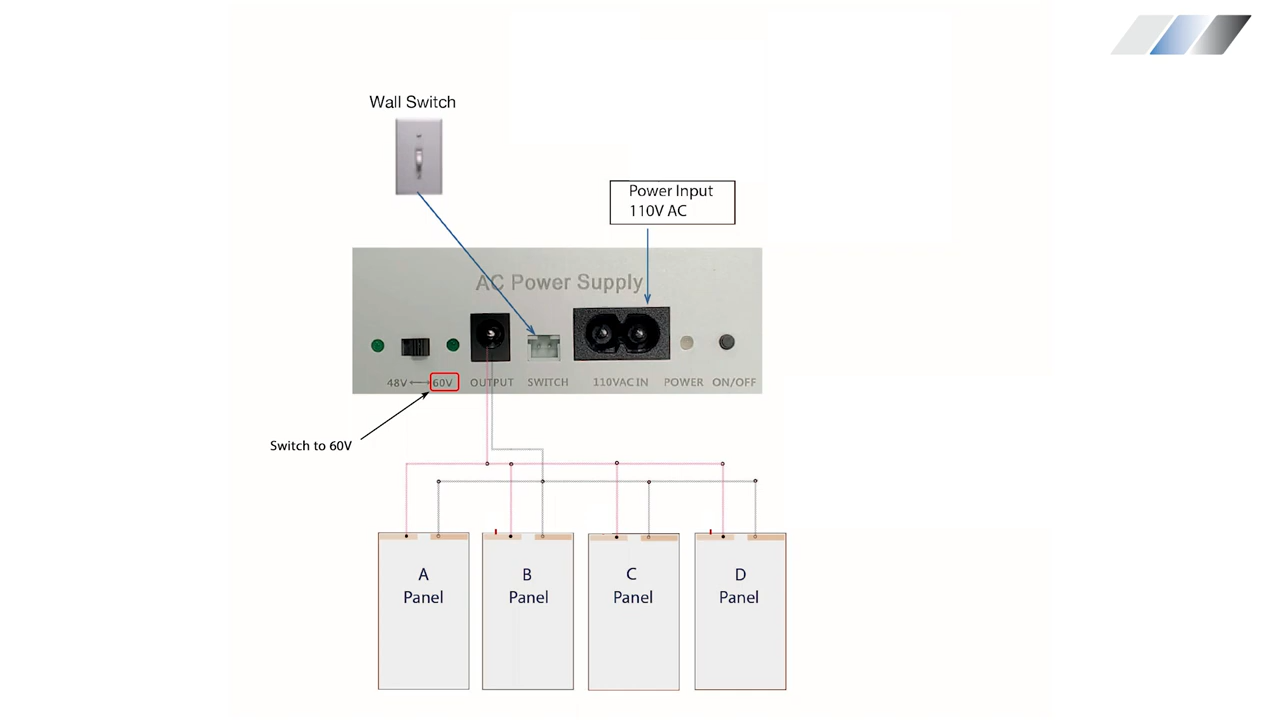 Wall Switch
Power Input
110V AC
AC Power Supply
48V 60V OUTPUT SWITCH 110VAC IN POWER ON/OFF
Switch to 60V
A
Panel
B
Panel
C
Panel
D
Panel